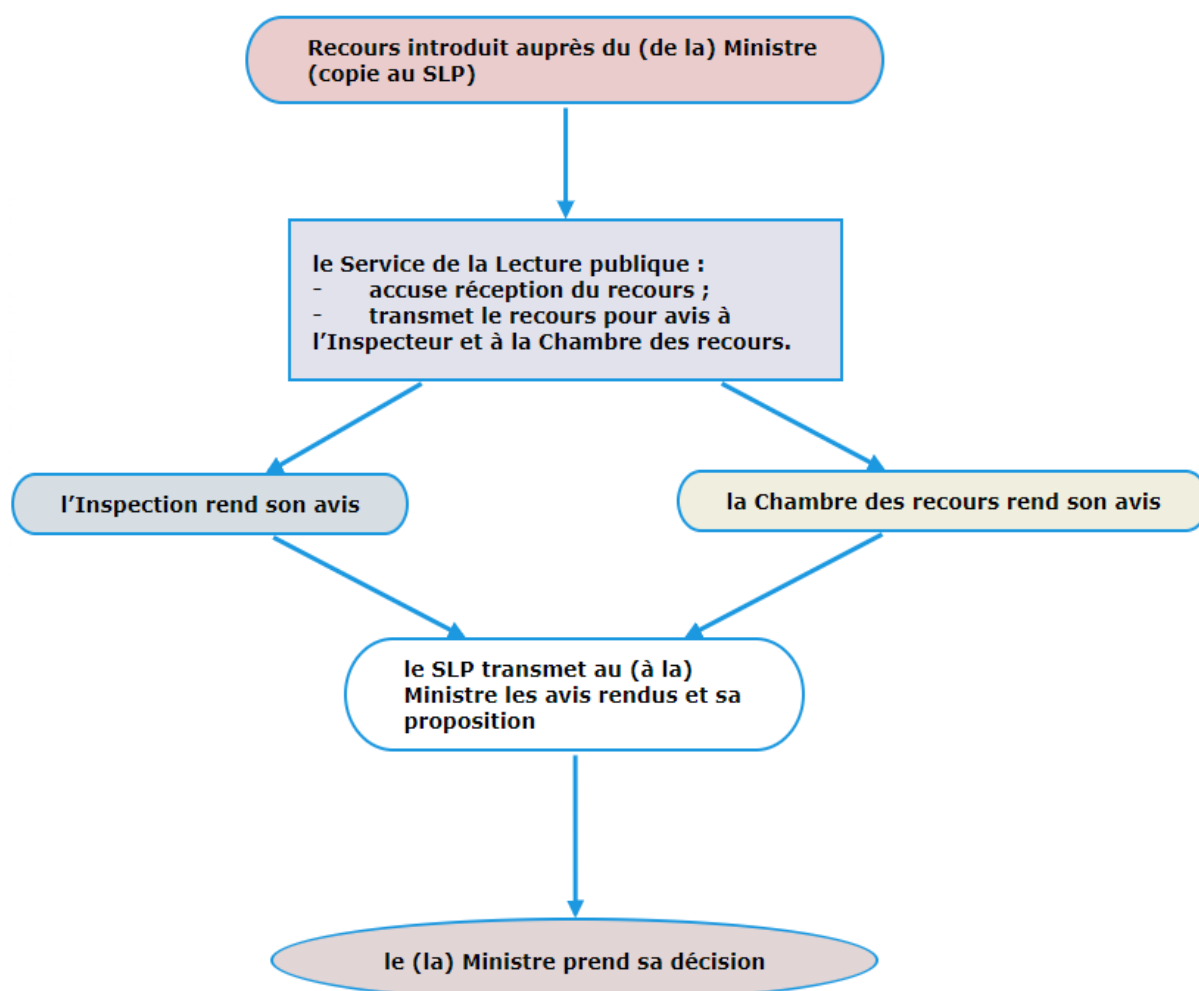 Recours introduit auprès du (de la) Ministre
(copie au SLP)
le Service de la Lecture publique :
- accuse réception du recours ;
- transmet le recours pour avis à
l’Inspecteur et à la Chambre des recours.
l’Inspection rend son avis
la Chambre des recours rend son avis
le SLP transmet au (à la)
Ministre les avis rendus et sa
proposition
le (la) Ministre prend sa décision